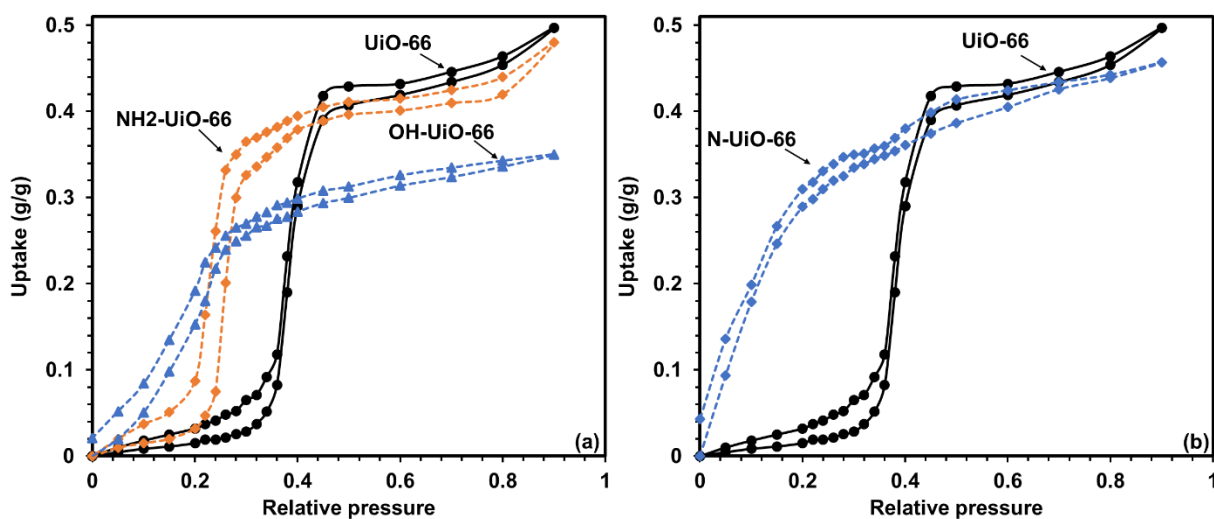 0.5
0.4
0.3
0.2
0.1
0
Uptake (g/g)
UiO-66
NH2-UiO-66
OH-UiO-66
(a)
0 0.2 0.4 0.6 0.8 1
Relative pressure
0.5
0.4
0.3
0.2
0.1
0
Uptake (g/g)
UiO-66
N-UiO-66
(b)
0 0.2 0.4 0.6 0.8 1
Relative pressure